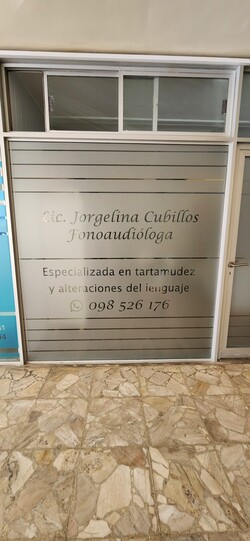 Lic. Jorgelina Cubillos
Fonoaudióloga
Especializada en tartamudez
y alteraciones del lenguaje
098 526 176